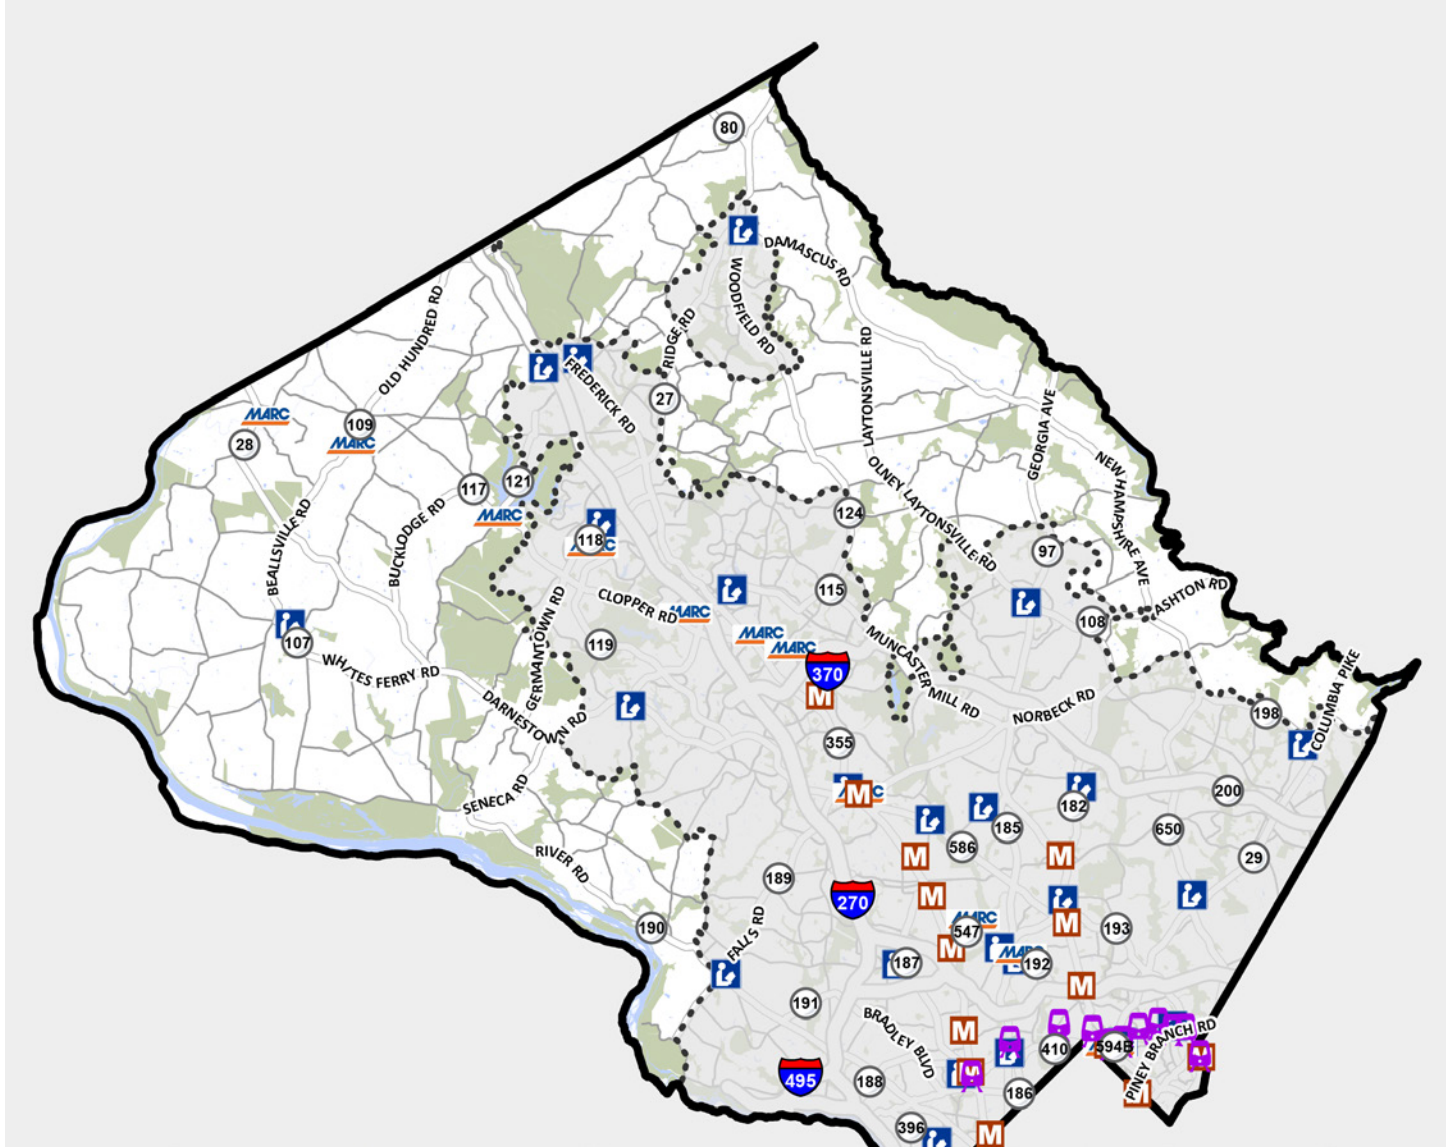 80
DAMASCUS RD
WOODFIELD RD
OLD HUNDRED RD
RIDGE RD
LAYTONSVILLE RD
FREDERICK RD
27
GEORGIA AVE
MARC
109
28
MARC
NEW HAMPSHIRE AVE
OLNEY LAYTONSVILLE RD
117
121
BEALLSVILLE RD
BUCKLODGE RD
MARC
124
118
97
115
CLOPPER RD
MARC
ASHTON RD
GERMANTOWN RD
108
MARC
MARC
107
119
MUNCASTER MILL RD
370
WHITES FERRY RD
M
COLUMBIA PIKE
DARNESTOWN RD
NORBECK RD
198
355
SENECA RD
M
200
182
185
650
586
RIVER RD
M
M
29
189
270
M
190
FALLS RD
MARC
547
M
193
M
187
192
M
191
BRADLEY BLVD
M
410
594B
PINEY BRANCH RD
495
188
M
186
M
396
M